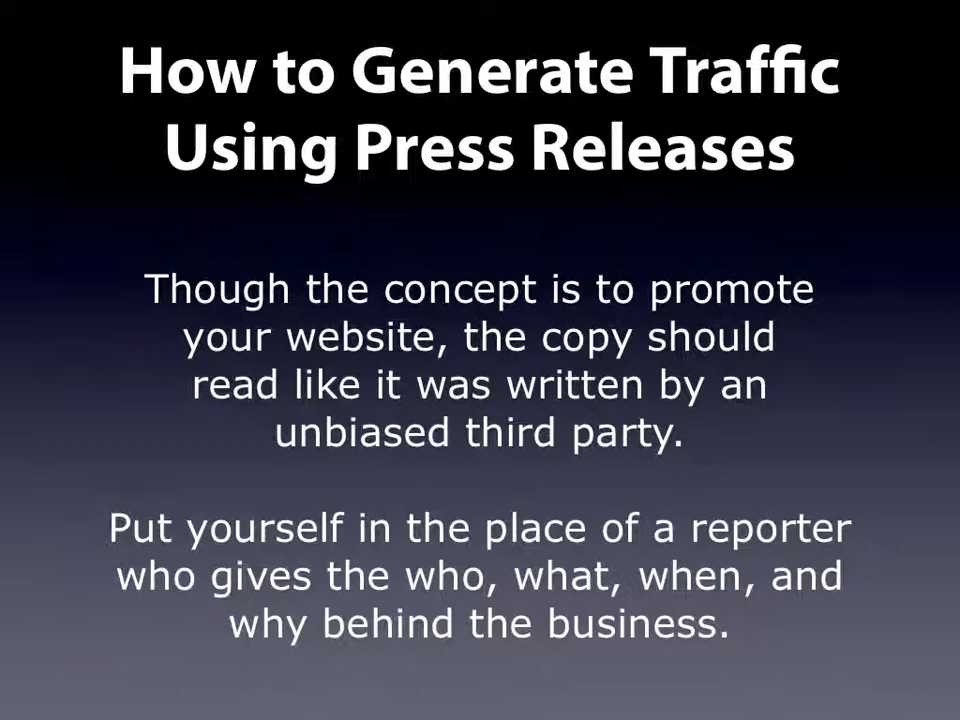 How to Generate Traffic
Using Press Releases
Though the concept is to promote
your website, the copy should
read like it was written by an
unbiased third party.
Put yourself in the place of a reporter
who gives the who, what, when, and
why behind the business.